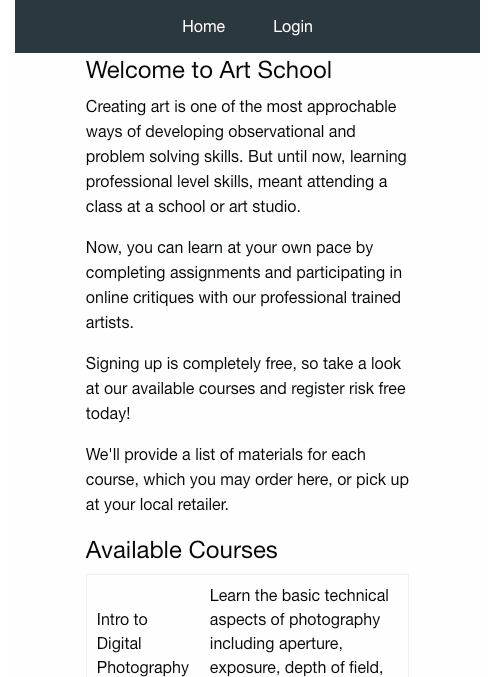 Home Login
Welcome to Art School
Creating art is one of the most approchable
ways of developing observational and
problem solving skills. But until now, learning
professional level skills, meant attending a
class at a school or art studio.
Now, you can learn at your own pace by
completing assignments and participating in
online critiques with our professional trained
artists.
Signing up is completely free, so take a look
at our available courses and register risk free
today!
We'll provide a list of materials for each
course, which you may order here, or pick up
at your local retailer.
Available Courses
Intro to
Digital
Photography
Learn the basic technical
aspects of photography
including aperture,
exposure, depth of field,